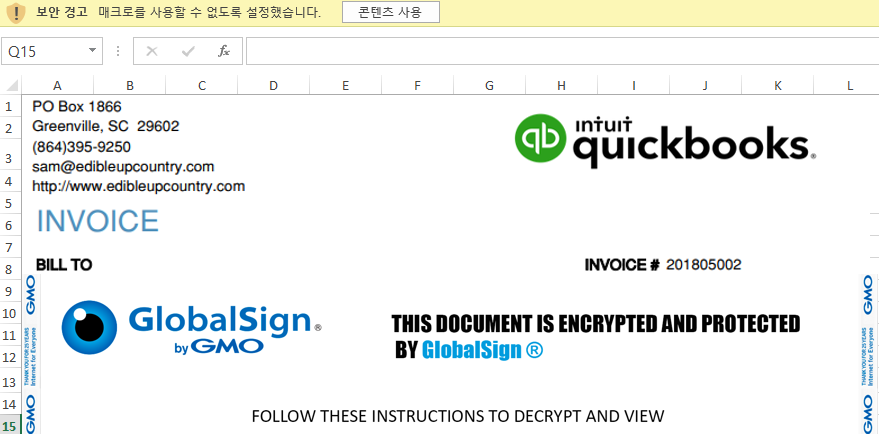 보안 경고 매크로를 사용할 수 없도록 설정했습니다. 콘텐츠 사용
Q15 fx
A B C D E F G H I J K L
1 PO Box 1866
2 Greenville, SC 29602
3 (864)395-9250
sam@edibleupcountry.com
4 http://www.edibleupcountry.com
intuit
qb quickbooks.
5
6 INVOICE
7
8 BILL TO INVOICE # 201805002
9
10
11
12
13
14
15
GlobalSign ®
by GMO
THIS DOCUMENT IS ENCRYPTED AND PROTECTED
BY GlobalSign ®
FOLLOW THESE INSTRUCTIONS TO DECRYPT AND VIEW
GMO
THANK YOU FOR 25 YEARS
Internet for Everyone
GMO
GMO
THANK YOU FOR 25 YEARS
Internet for Everyone
GMO